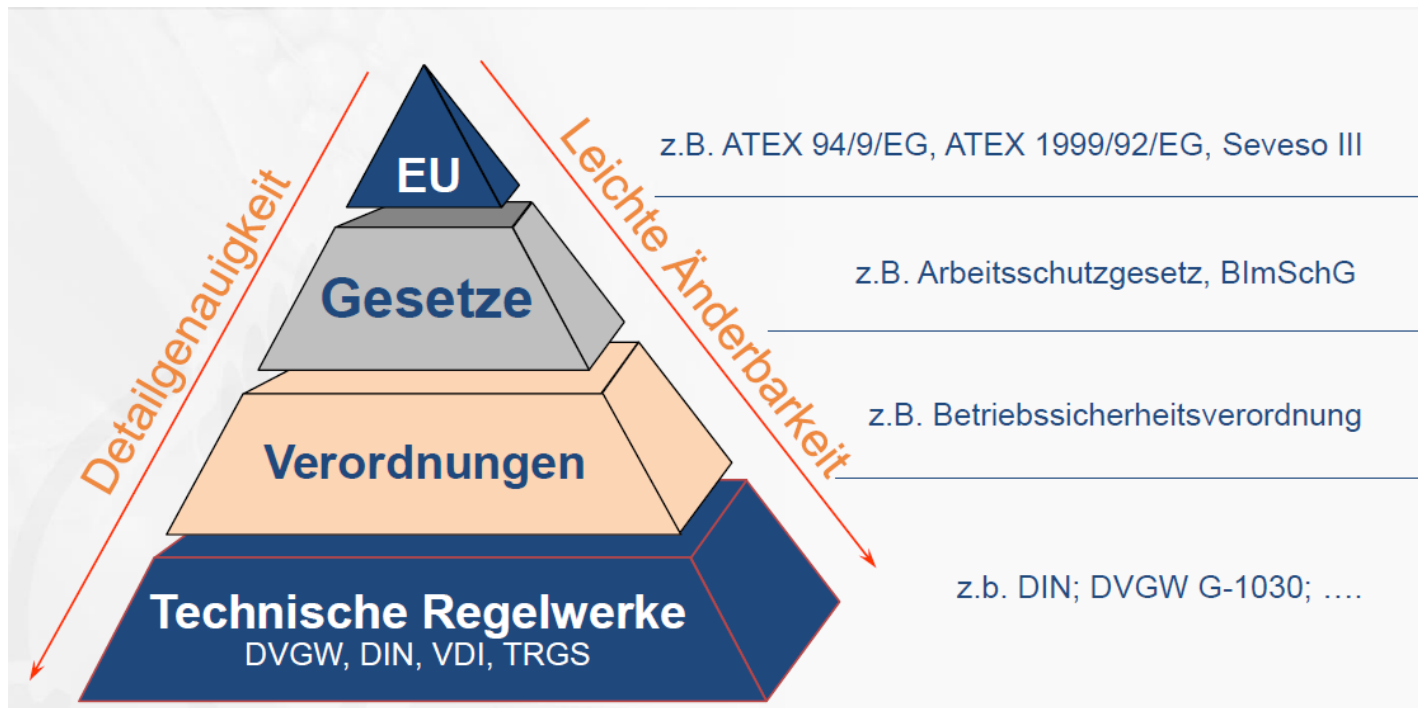 EU
z.B. ATEX 94/9/EG, ATEX 1999/92/EG, Seveso III
Gesetze
z.B. Arbeitsschutzgesetz, BImSchG
Verordnungen
z.B. Betriebssicherheitsverordnung
Technische Regelwerke
DVGW, DIN, VDI, TRGS
z.b. DIN; DVGW G-1030; ….
Detailgenauigkeit
Leichte Änderbarkeit